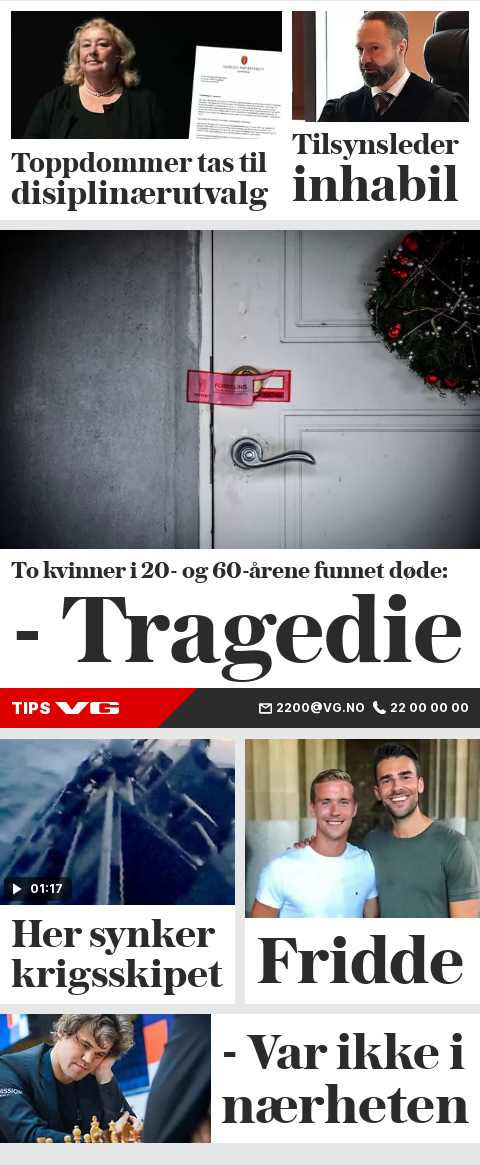 Toppdommer tas til
disiplinærutvalg
Tilsynsleder
inhabil
To kvinner i 20- og 60-årene funnet døde:
- Tragedie
TIPS VG
2200@VG.NO 22 00 00 00
01:17
Her synker
krigsskipet
Fridde
- Var ikke i
nærheten